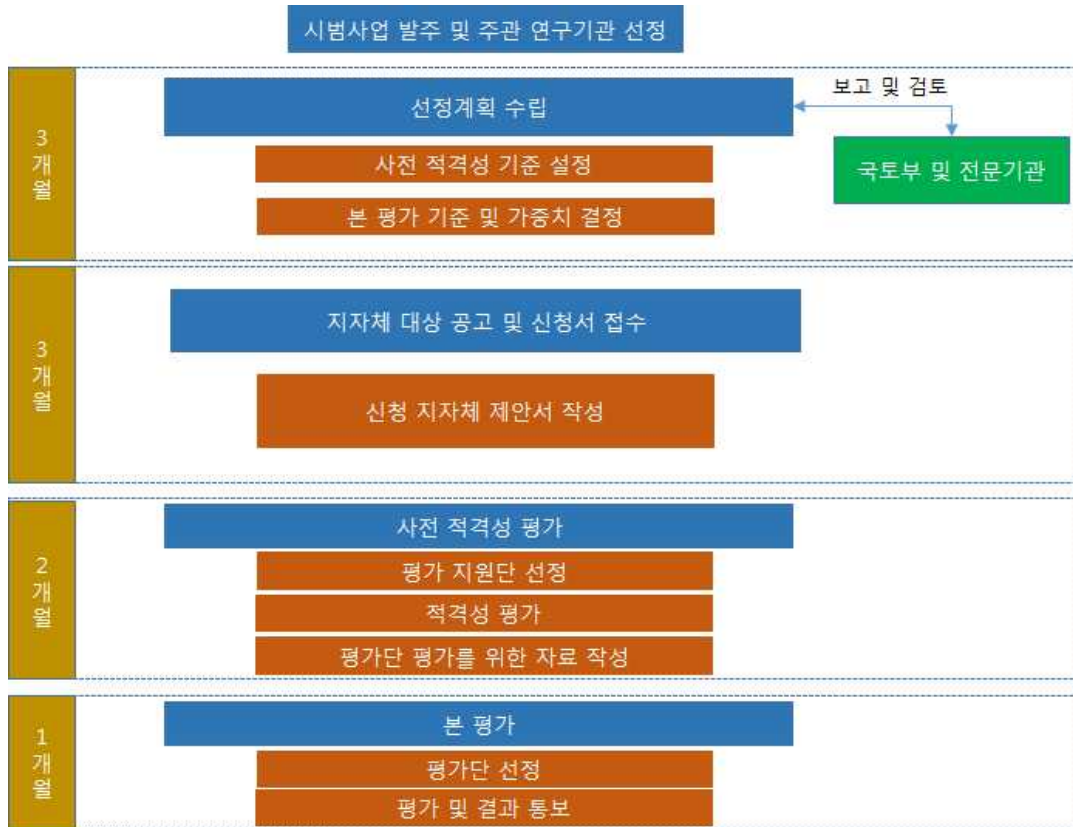 시범사업 발주 및 주관 연구기관 선정
3
개
월
선정계획 수립
보고 및 검토
국토부 및 전문기관
사전 적격성 기준 설정
본 평가 기준 및 가중치 결정
3
개
월
지자체 대상 공고 및 신청서 접수
신청 지자체 제안서 작성
2
개
월
사전 적격성 평가
평가 지원단 선정
적격성 평가
평가단 평가를 위한 자료 작성
1
개
월
본 평가
평가단 선정
평가 및 결과 통보